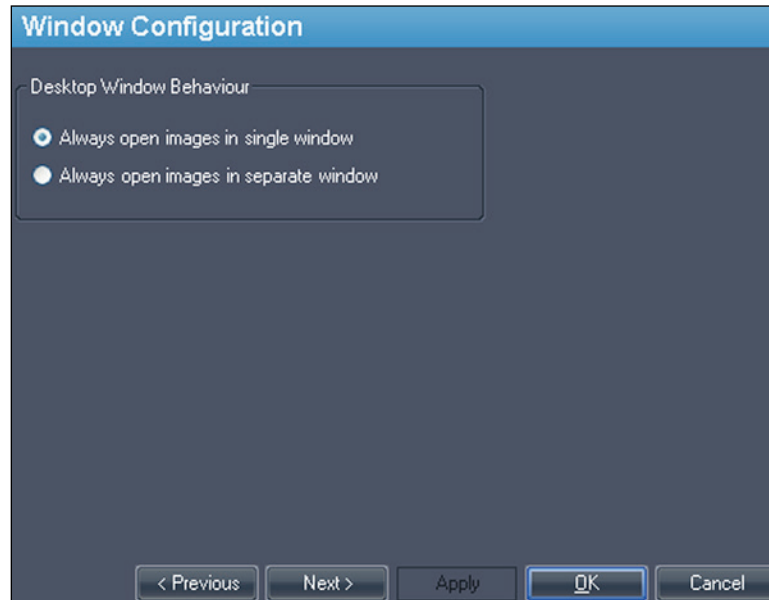 Window Configuration
Desktop Window Behaviour
Always open images in single window
Always open images in separate window
< Previous Next > Apply OK Cancel